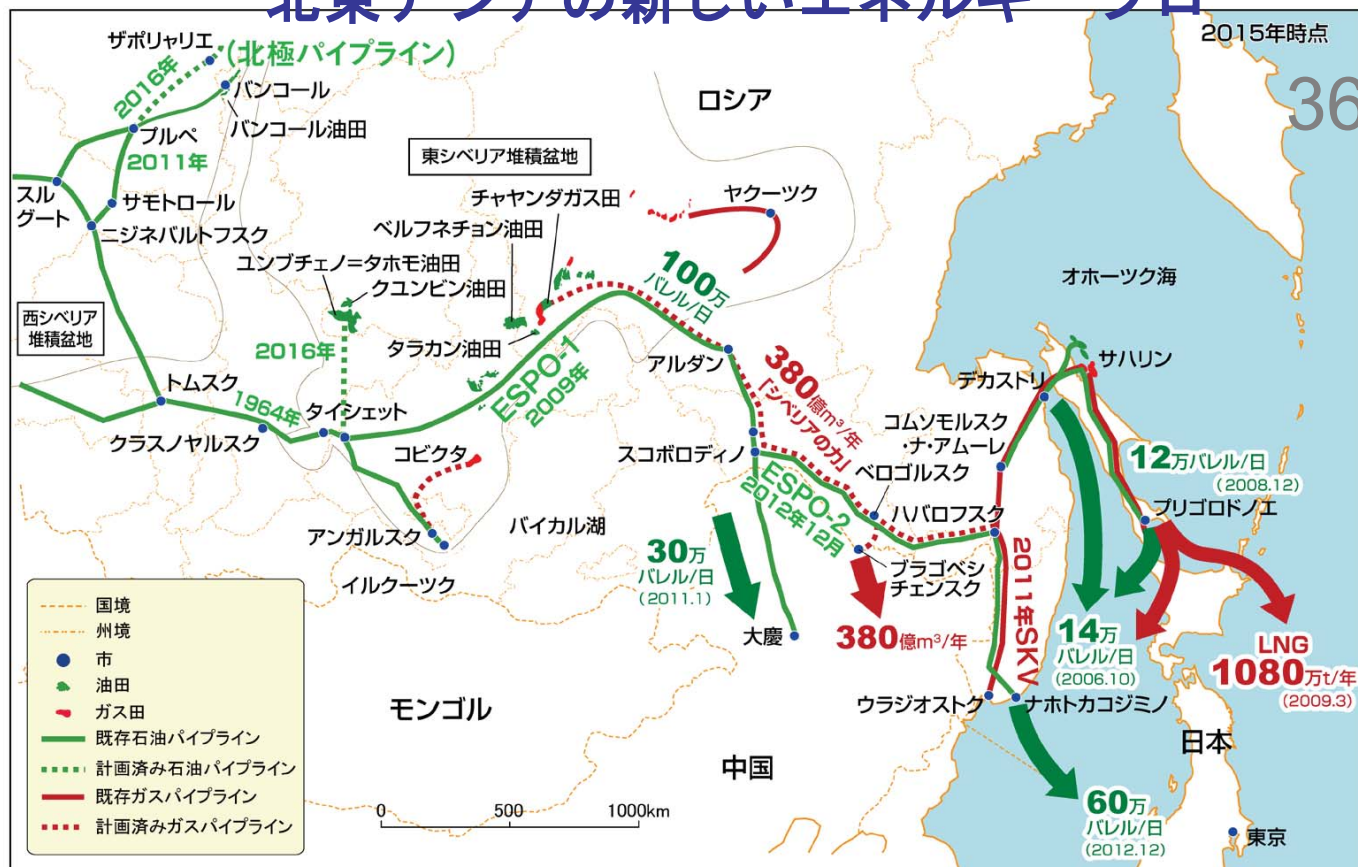 北東アジアの新しいエネルギーフロー
2015年時点
36
ザポリャリエ
(北極パイプライン)
2016年
バンコール
バンコール油田
プルペ
2011年
スル
グート
サモトロール
ニジネバルトフスク
ロシア
東シベリア堆積盆地
チャヤンダガス田
ベルフネチョン油田
ヤクーツク
ユンブチェノ=タホモ油田
クユンビン油田
100万
バレル/日
オホーツク海
西シベリア
堆積盆地
2016年
タラカン油田
ESPO-1
2009年
アルダン
380億m³/年
「シベリアの力」
サハリン
デカストリ
トムスク
1964年
タイシェット
クラスノヤルスク
コビクタ
スコボロディノ
コムソモルスク
・ナ・アムーレ
ベロゴルスク
12万バレル/日
(2008.12)
ESPO-2
2012年12月
ハバロフスク
プリゴロドノエ
アンガルスク
バイカル湖
イルクーツク
30万
バレル/日
(2011.1)
ブラゴベシ
チェンスク
2011年SKV
大慶
380億m³/年
14万
バレル/日
(2006.10)
LNG
1080万t/年
(2009.3)
国境
州境
市
油田
ガス田
既存石油パイプライン
計画済み石油パイプライン
既存ガスパイプライン
計画済みガスパイプライン
モンゴル
ウラジオストク
ナホトカコジミノ
日本
中国
0 500 1000km
60万
バレル/日
(2012.12)
東京